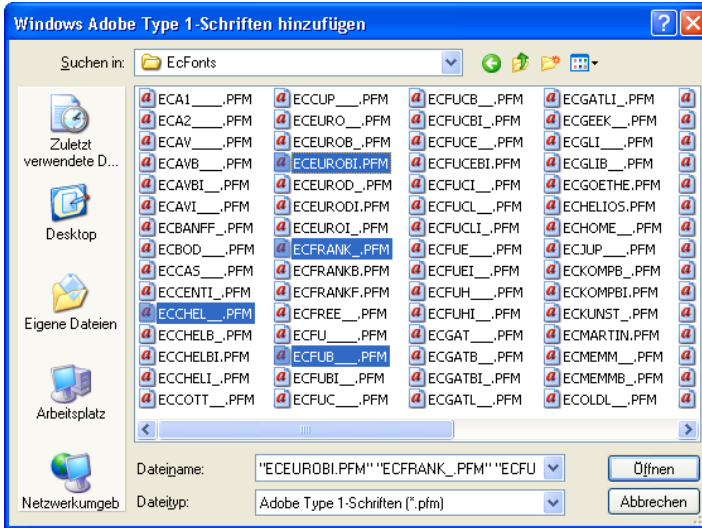 Windows Adobe Type 1-Schriften hinzufügen
Suchen in: EcFonts
Zuletzt
verwendete D...
Desktop
Eigene Dateien
Arbeitsplatz
Netzwerkumgeb
ECA1____.PFM
ECA2____.PFM
ECAV____.PFM
ECAVB___.PFM
ECAVBI__.PFM
ECAVI___.PFM
ECBANFF_.PFM
ECBOD___.PFM
ECCAS___.PFM
ECCENTI_.PFM
ECCHEL__.PFM
ECCHELB_.PFM
ECCHELBI.PFM
ECCHELI_.PFM
ECCOTT__.PFM
ECCUP___.PFM
ECEURO__.PFM
ECEUROB_.PFM
ECEUROBI.PFM
ECEUROD_.PFM
ECEURODI.PFM
ECEUROI_.PFM
ECFRANK_.PFM
ECFRANKB.PFM
ECFRANKF.PFM
ECFREE__.PFM
ECFU____.PFM
ECFUB___.PFM
ECFUBI__.PFM
ECFUC___.PFM
ECFUCB__.PFM
ECFUCBI_.PFM
ECFUCE__.PFM
ECFUCEBI.PFM
ECFUCI__.PFM
ECFUCL__.PFM
ECFUCLI_.PFM
ECFUE___.PFM
ECFUEI__.PFM
ECFUH___.PFM
ECFUHI__.PFM
ECGAT___.PFM
ECGATB__.PFM
ECGATBI_.PFM
ECGATL__.PFM
ECGATLI_.PFM
ECGEEK__.PFM
ECGLI___.PFM
ECGLIB__.PFM
ECGOETHE.PFM
ECHELIOS.PFM
ECHOME__.PFM
ECJUP___.PFM
ECKOMPB_.PFM
ECKOMPBI.PFM
ECKUNST_.PFM
ECMARTIN.PFM
ECMEMM__.PFM
ECMEMMB_.PFM
ECOLDL__.PFM
Dateiname: "ECEUROBI.PFM" "ECFRANK_.PFM" "ECFU
Öffnen
Dateityp: Adobe Type 1-Schriften (*.pfm)
Abbrechen